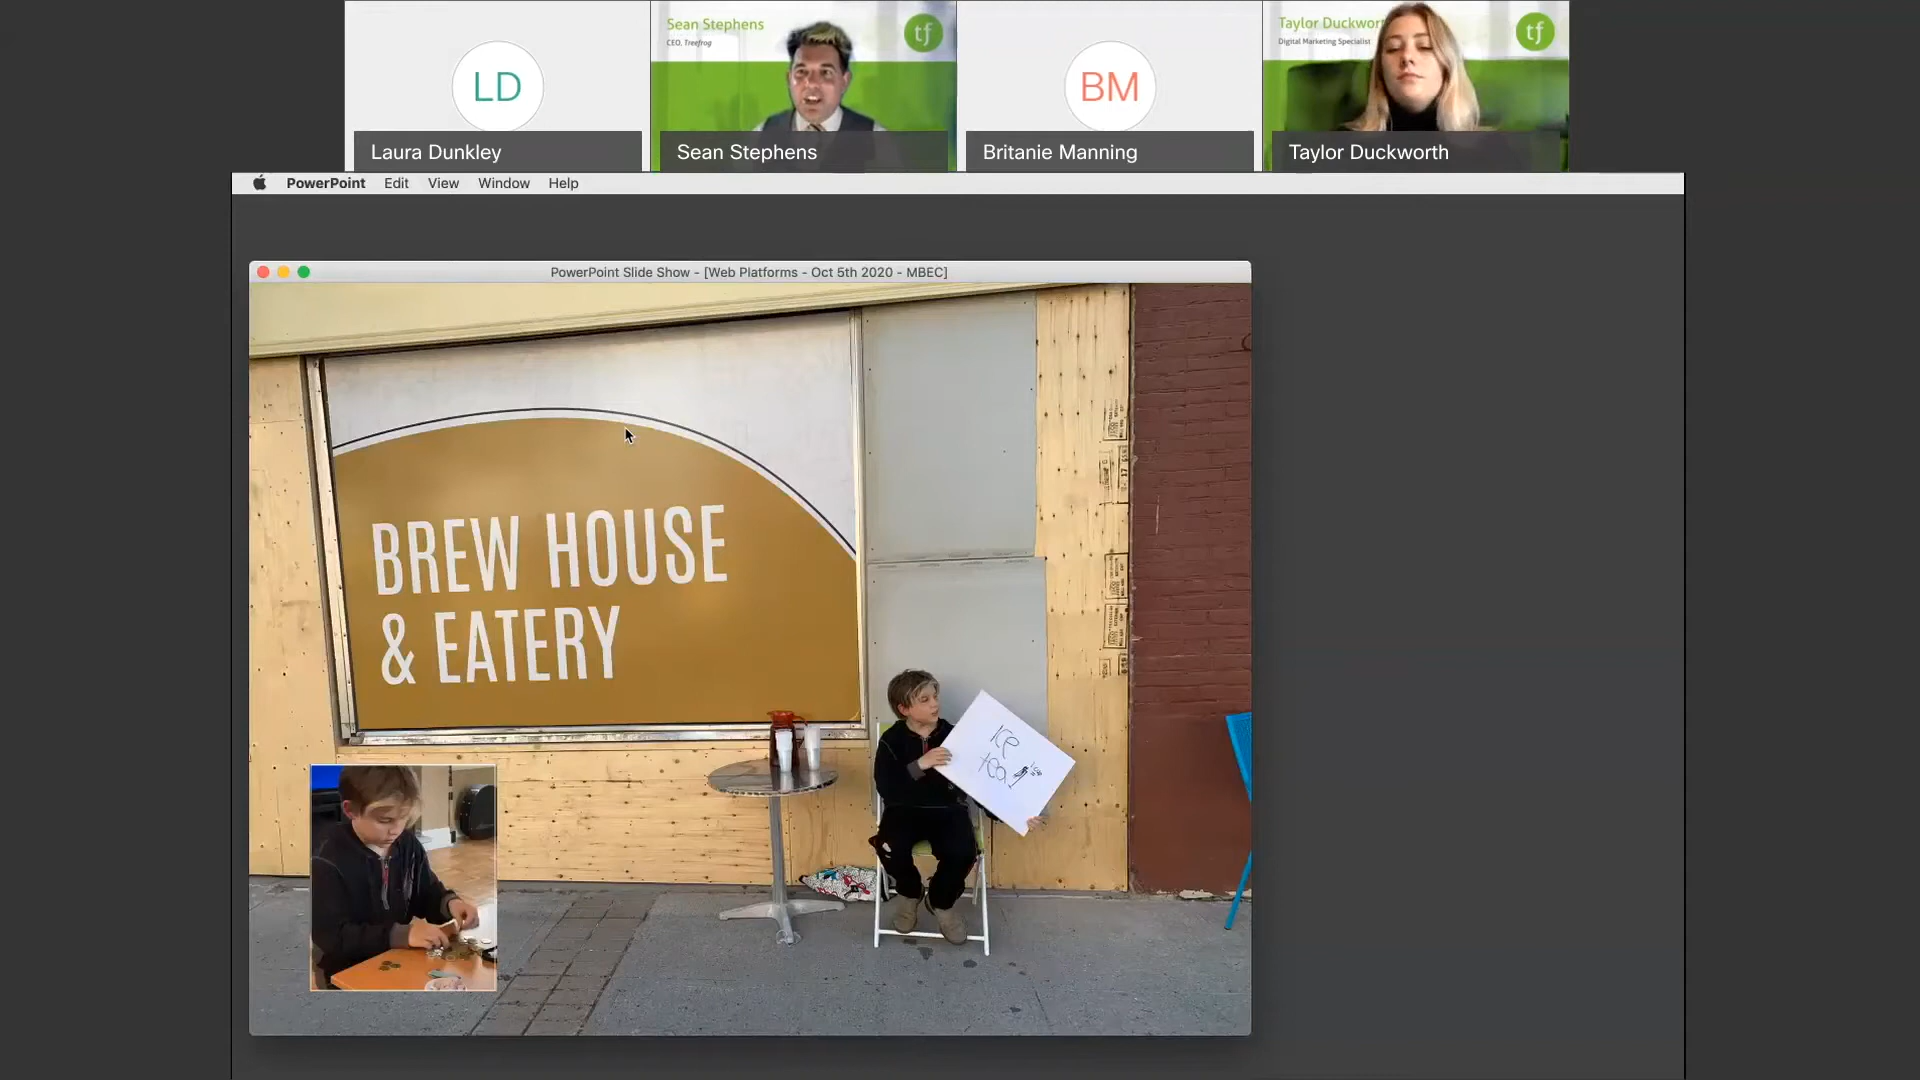 LD
Laura Dunkley
Sean Stephens
CEO, Treefrog
tf
Sean Stephens
BM
Britanie Manning
Taylor Duckwort
Digital Marketing Specialist
tf
Taylor Duckworth
PowerPoint Edit View Window Help
PowerPoint Slide Show - [Web Platforms - Oct 5th 2020 - MBEC]
BREW HOUSE
& EATERY
Ice
tea